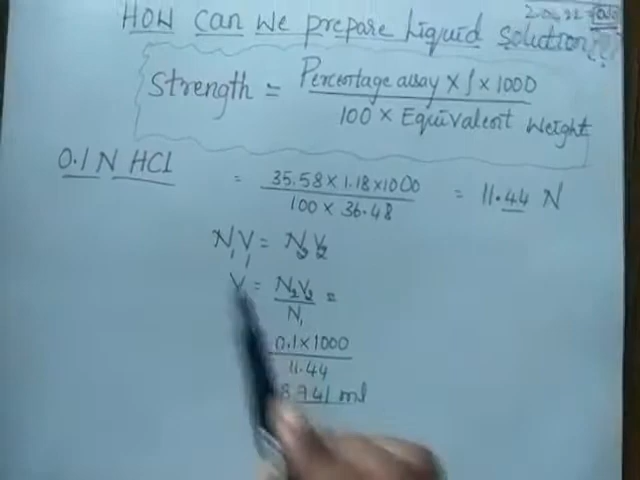 HOW can we prepare Liquid solution?
Strength = Percentage assay × ʃ × 1000 / 100 × Equivalent Weight
0.1 N HCl = 35.58 × 1.18 × 1000 / 100 × 36.48 = 11.44 N
N₁V₁ = N₂V₂
V = N₂V₂ / N₁ =
0.1 × 1000 / 11.44
8.741 ml